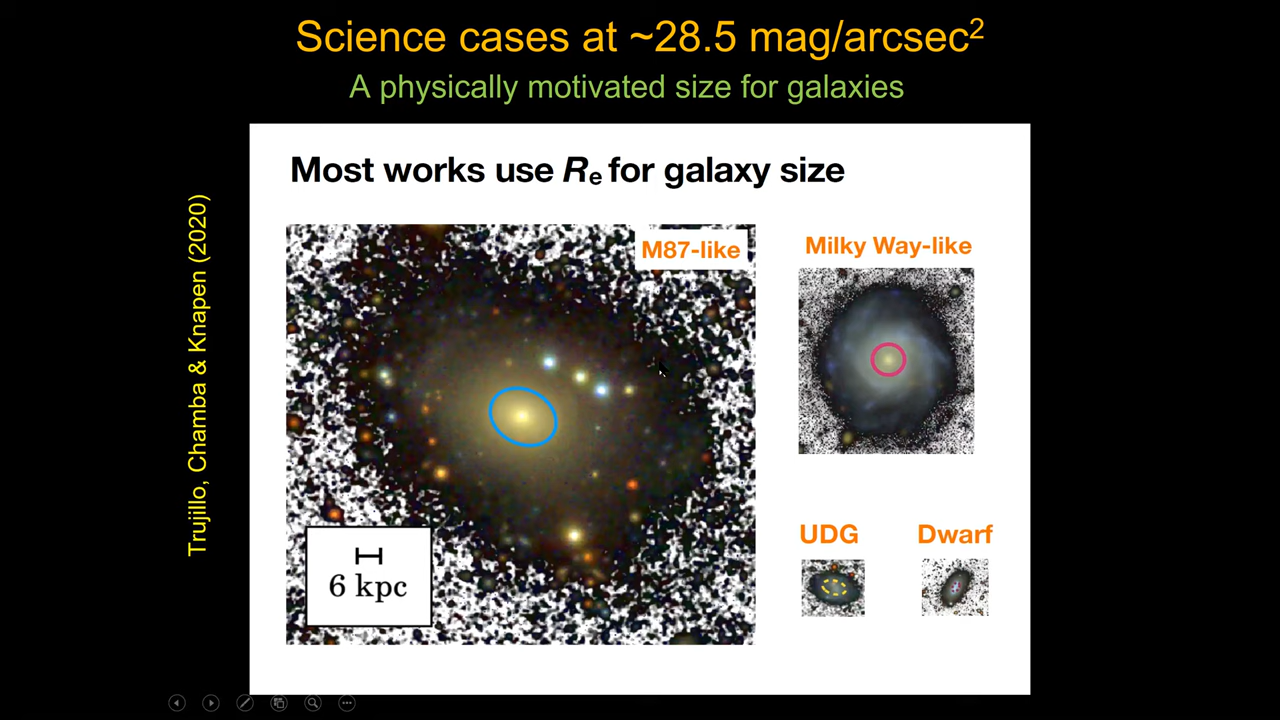 Science cases at ~28.5 mag/arcsec²
A physically motivated size for galaxies
Trujillo, Chamba & Knapen (2020)
Most works use Re for galaxy size
M87-like
6 kpc
Milky Way-like
UDG
Dwarf